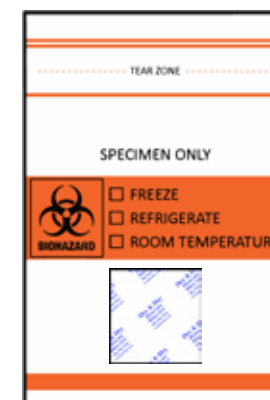 TEAR ZONE
SPECIMEN ONLY
FREEZE
REFRIGERATE
BIOHAZARD
ROOM TEMPERATUR